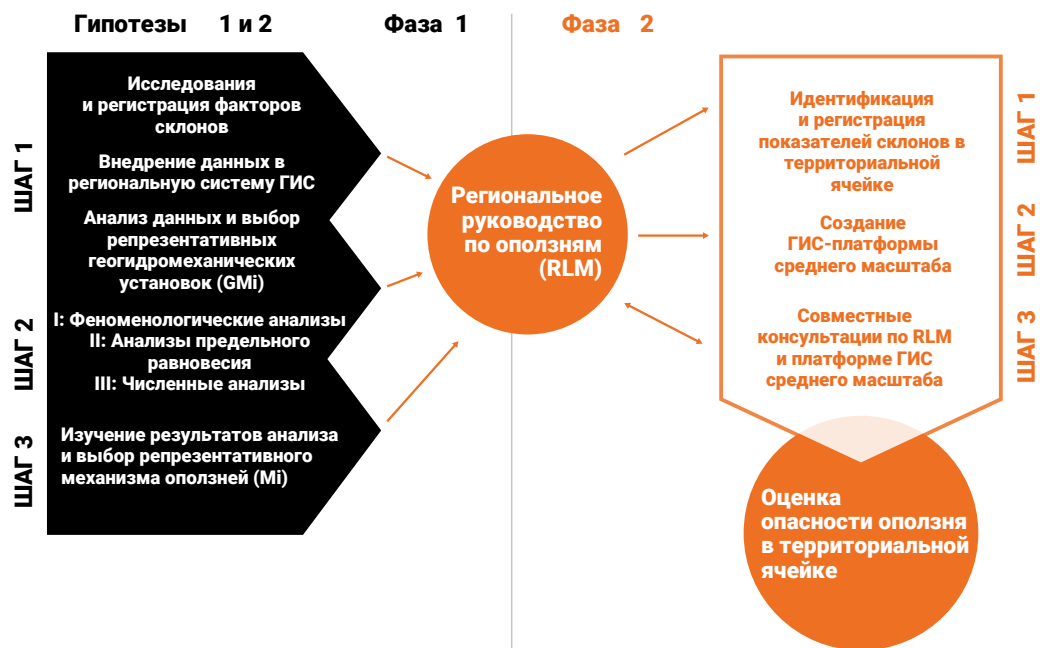 Гипотезы 1 и 2
Фаза 1
Фаза 2
ШАГ 1
Исследования
и регистрация факторов
склонов
Внедрение данных в
региональную систему ГИС
Анализ данных и выбор
репрезентативных
геогидромеханических
установок (GMi)
ШАГ 2
I: Феноменологические анализы
II: Анализы предельного
равновесия
III: Численные анализы
ШАГ 3
Изучение результатов анализа
и выбор репрезентативного
механизма оползней (Mi)
Региональное
руководство
по оползням
(RLM)
Идентификация
и регистрация
показателей склонов в
территориальной
ячейке
ШАГ 1
Создание
ГИС-платформы
среднего масштаба
ШАГ 2
Совместные
консультации по RLM
и платформе ГИС
среднего масштаба
ШАГ 3
Оценка
опасности оползня
в территориальной
ячейке